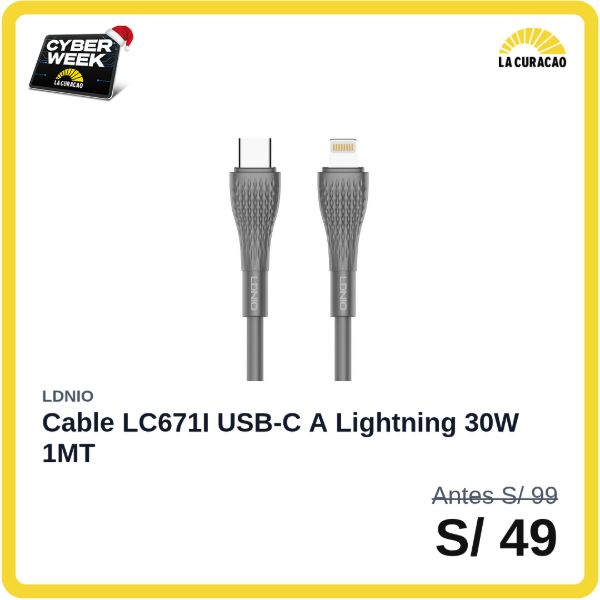 CYBER
WEEK
LA CURACAO
LA CURACAO
LDNIO
LDNIO
LDNIO
Cable LC671I USB-C A Lightning 30W
1MT
Antes S/ 99
S/ 49